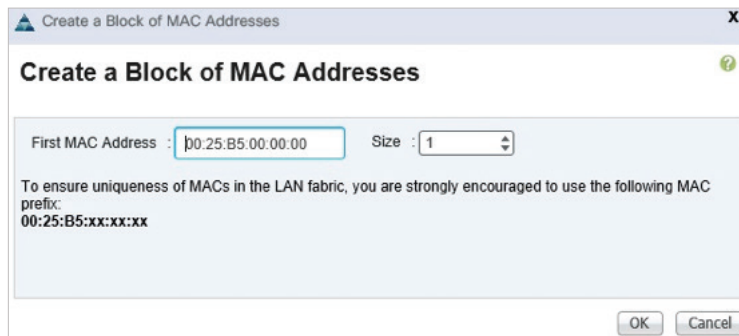 Create a Block of MAC Addresses
X
Create a Block of MAC Addresses
?
First MAC Address : 00:25:B5:00:00:00 Size : 1
To ensure uniqueness of MACs in the LAN fabric, you are strongly encouraged to use the following MAC
prefix:
00:25:B5:xx:xx:xx
OK Cancel